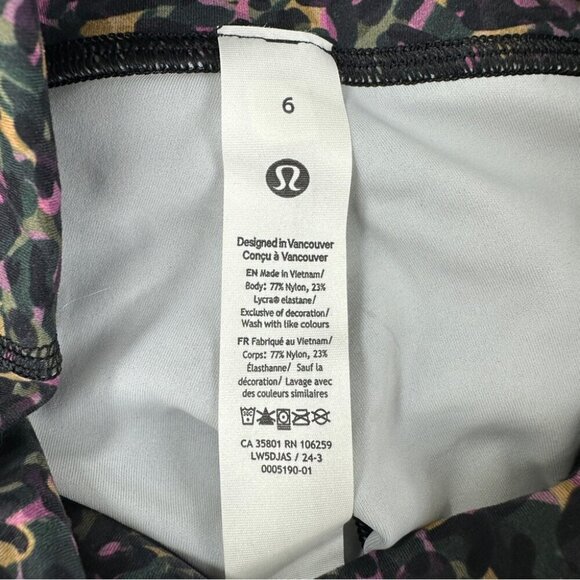 6
Designed in Vancouver
Conçu à Vancouver
EN Made in Vietnam/
Body: 77% Nylon, 23%
Lycra® elastane/
Exclusive of decoration/
Wash with like colours
FR Fabriqué au Vietnam/
Corps: 77% Nylon, 23%
Élasthanne/ Sauf la
décoration/ Lavage avec
des couleurs similaires
CA 35801 RN 106259
LW5DJAS / 24-3
0005190-01